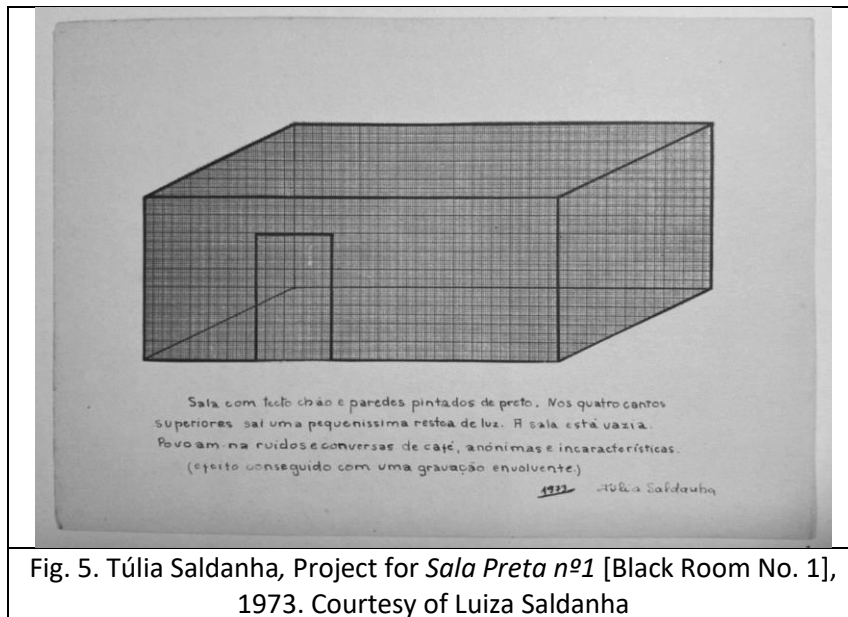 Sala com tecto chão e paredes pintados de preto. Nos quatro cantos
superiores sai uma pequeníssima restea de luz. A sala está vazia.
Povoam-na ruidos e conversas de café, anónimas e incaracterísticas.
(efeito conseguido com uma gravação envolvente.)
1973 Túlia Saldanha
Fig. 5. Túlia Saldanha, Project for Sala Preta nº1 [Black Room No. 1],
1973. Courtesy of Luiza Saldanha